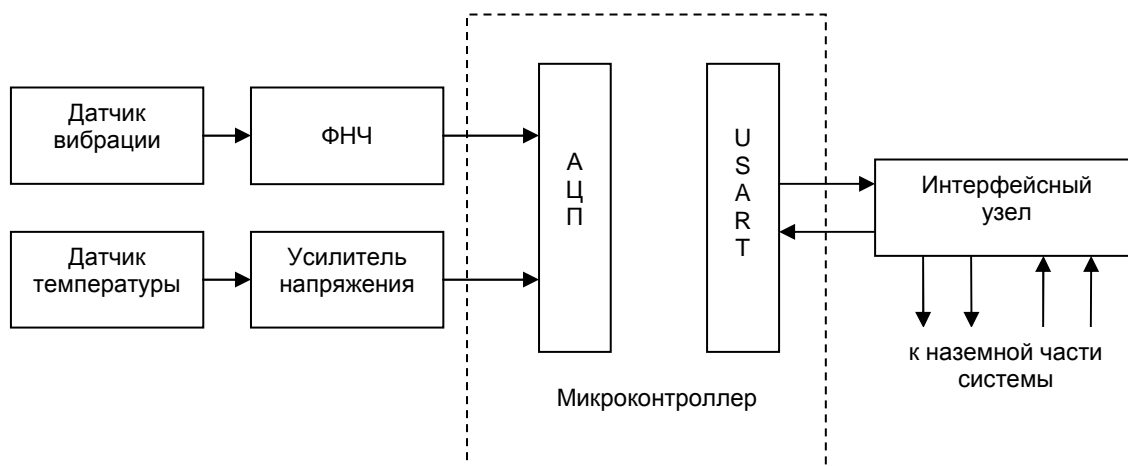 Датчик
вибрации
ФНЧ
А
Ц
П
U
S
A
R
T
Интерфейсный
узел
Датчик
температуры
Усилитель
напряжения
к наземной части
системы
Микроконтроллер